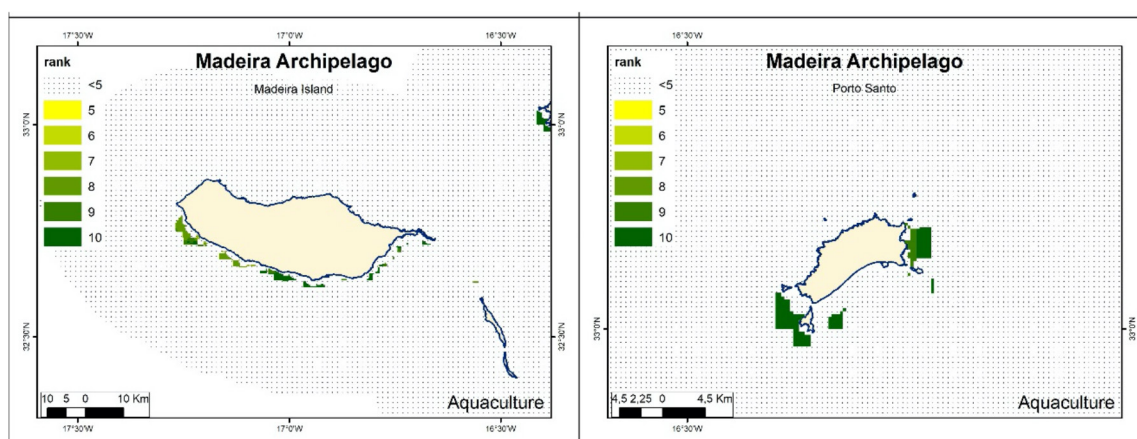 17°30'W 17°0'W 16°30'W
rank
Madeira Archipelago
Madeira Island
<5
5
6
7
8
9
10
33°0'N
33°0'N
32°30'N
32°30'N
10 5 0 10 Km
Aquaculture
17°30'W 17°0'W 16°30'W
16°30'W
rank
Madeira Archipelago
Porto Santo
<5
5
6
7
8
9
10
33°0'N
33°0'N
4,5 2,25 0 4,5 Km
Aquaculture
16°30'W